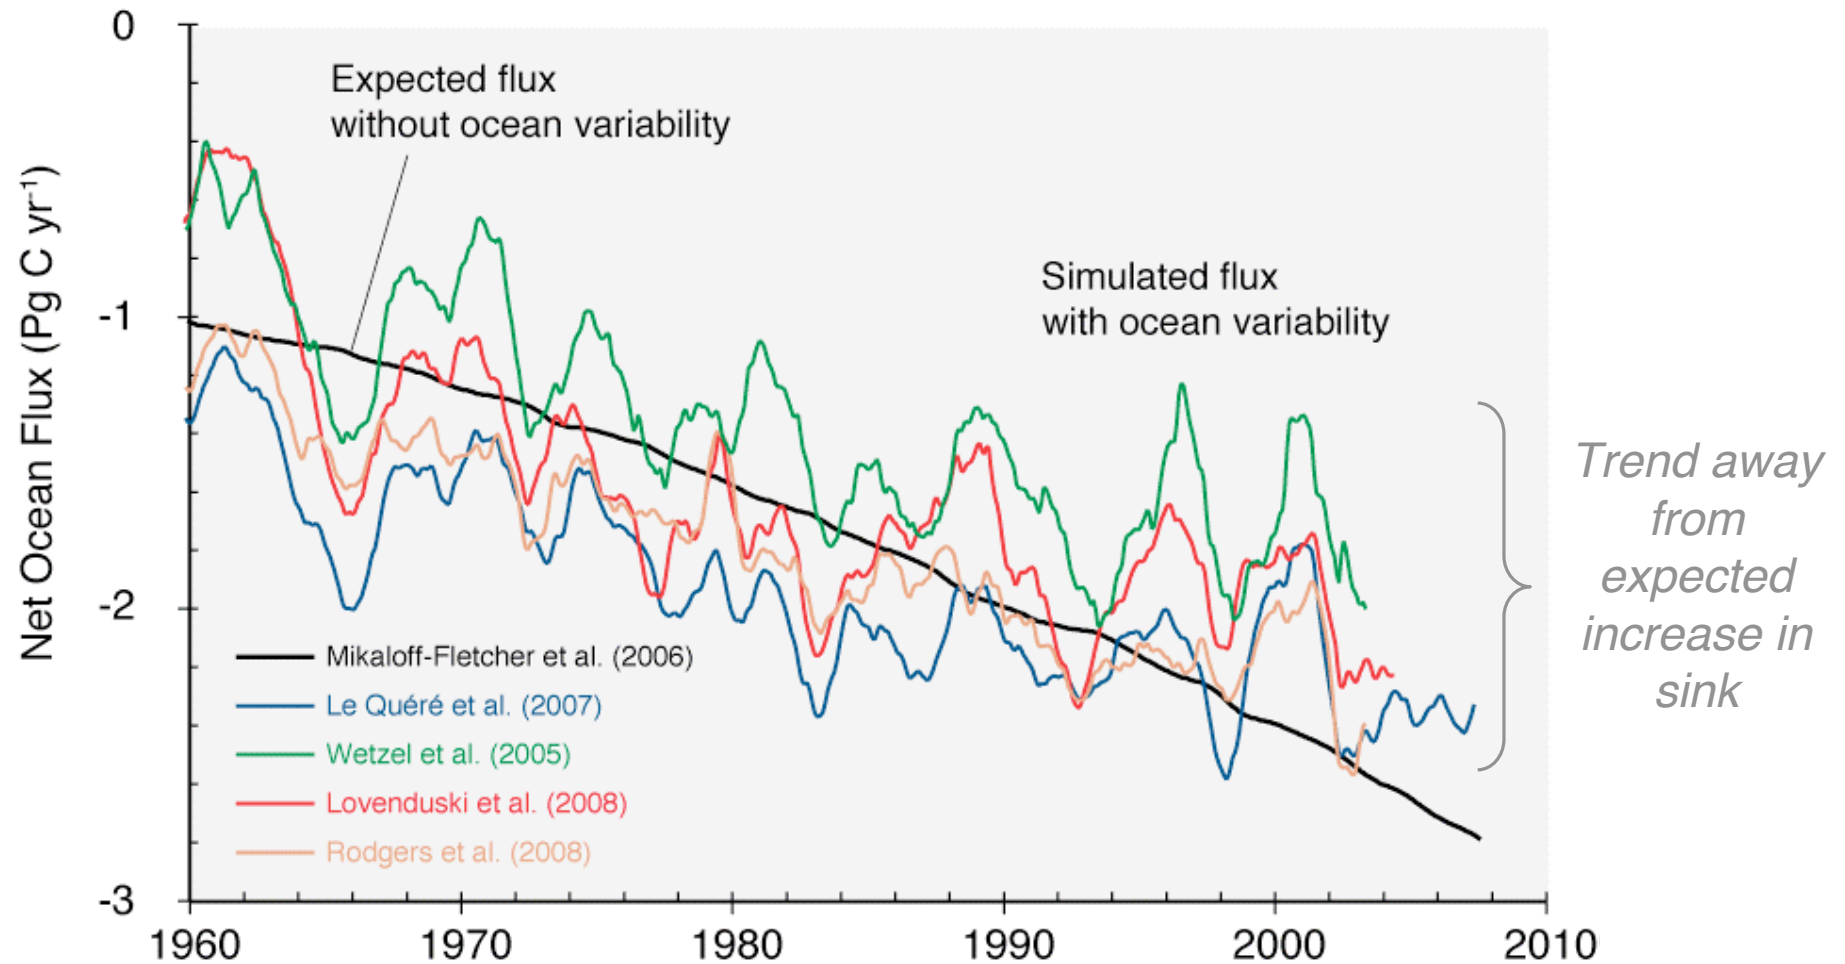 0
Expected flux
without ocean variability
Net Ocean Flux (Pg C yr⁻¹)
-1
Simulated flux
with ocean variability
Trend away
from
expected
increase in
sink
-2
Mikaloff-Fletcher et al. (2006)
Le Quéré et al. (2007)
Wetzel et al. (2005)
Lovenduski et al. (2008)
Rodgers et al. (2008)
-3
1960 1970 1980 1990 2000 2010